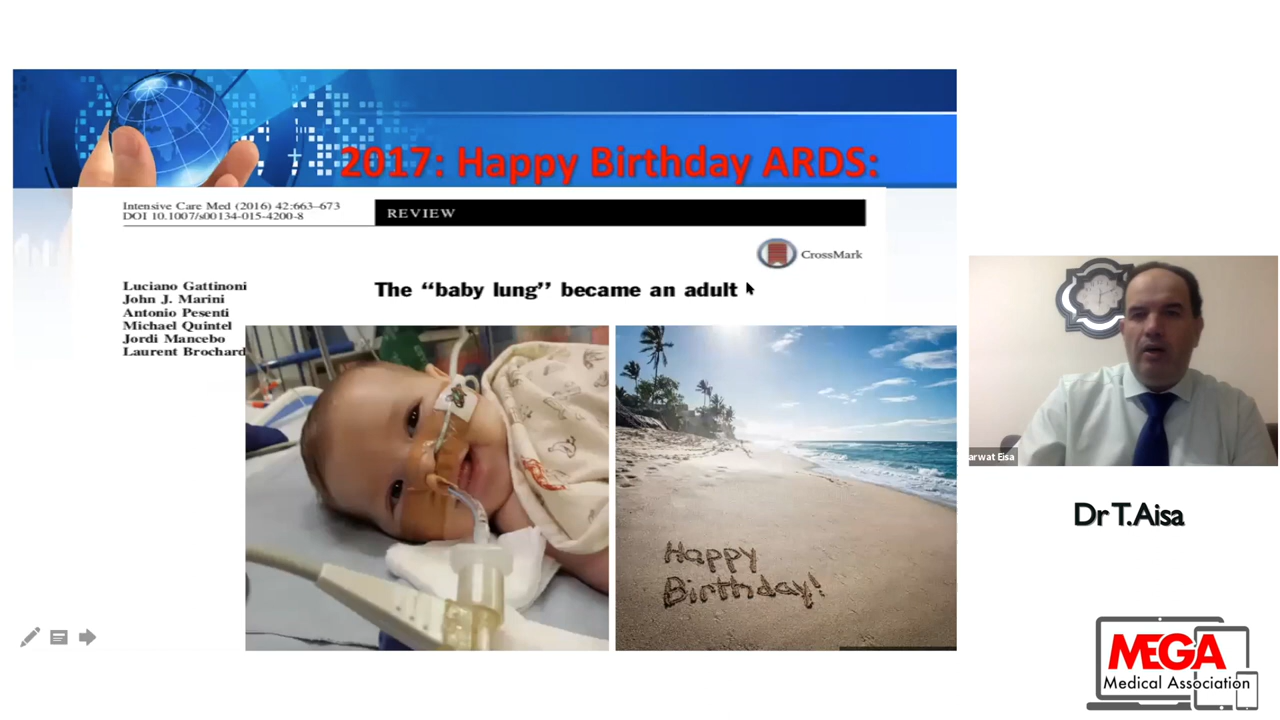 2017: Happy Birthday ARDS:
Intensive Care Med (2016) 42:663–673
DOI 10.1007/s00134-015-4200-8
REVIEW
CrossMark
Luciano Gattinoni
John J. Marini
Antonio Pesenti
Michael Quintel
Jordi Mancebo
Laurent Brochard
The “baby lung” became an adult
Happy
Birthday!
arwat Eisa
Dr T.Aisa
MEGA
Medical Association